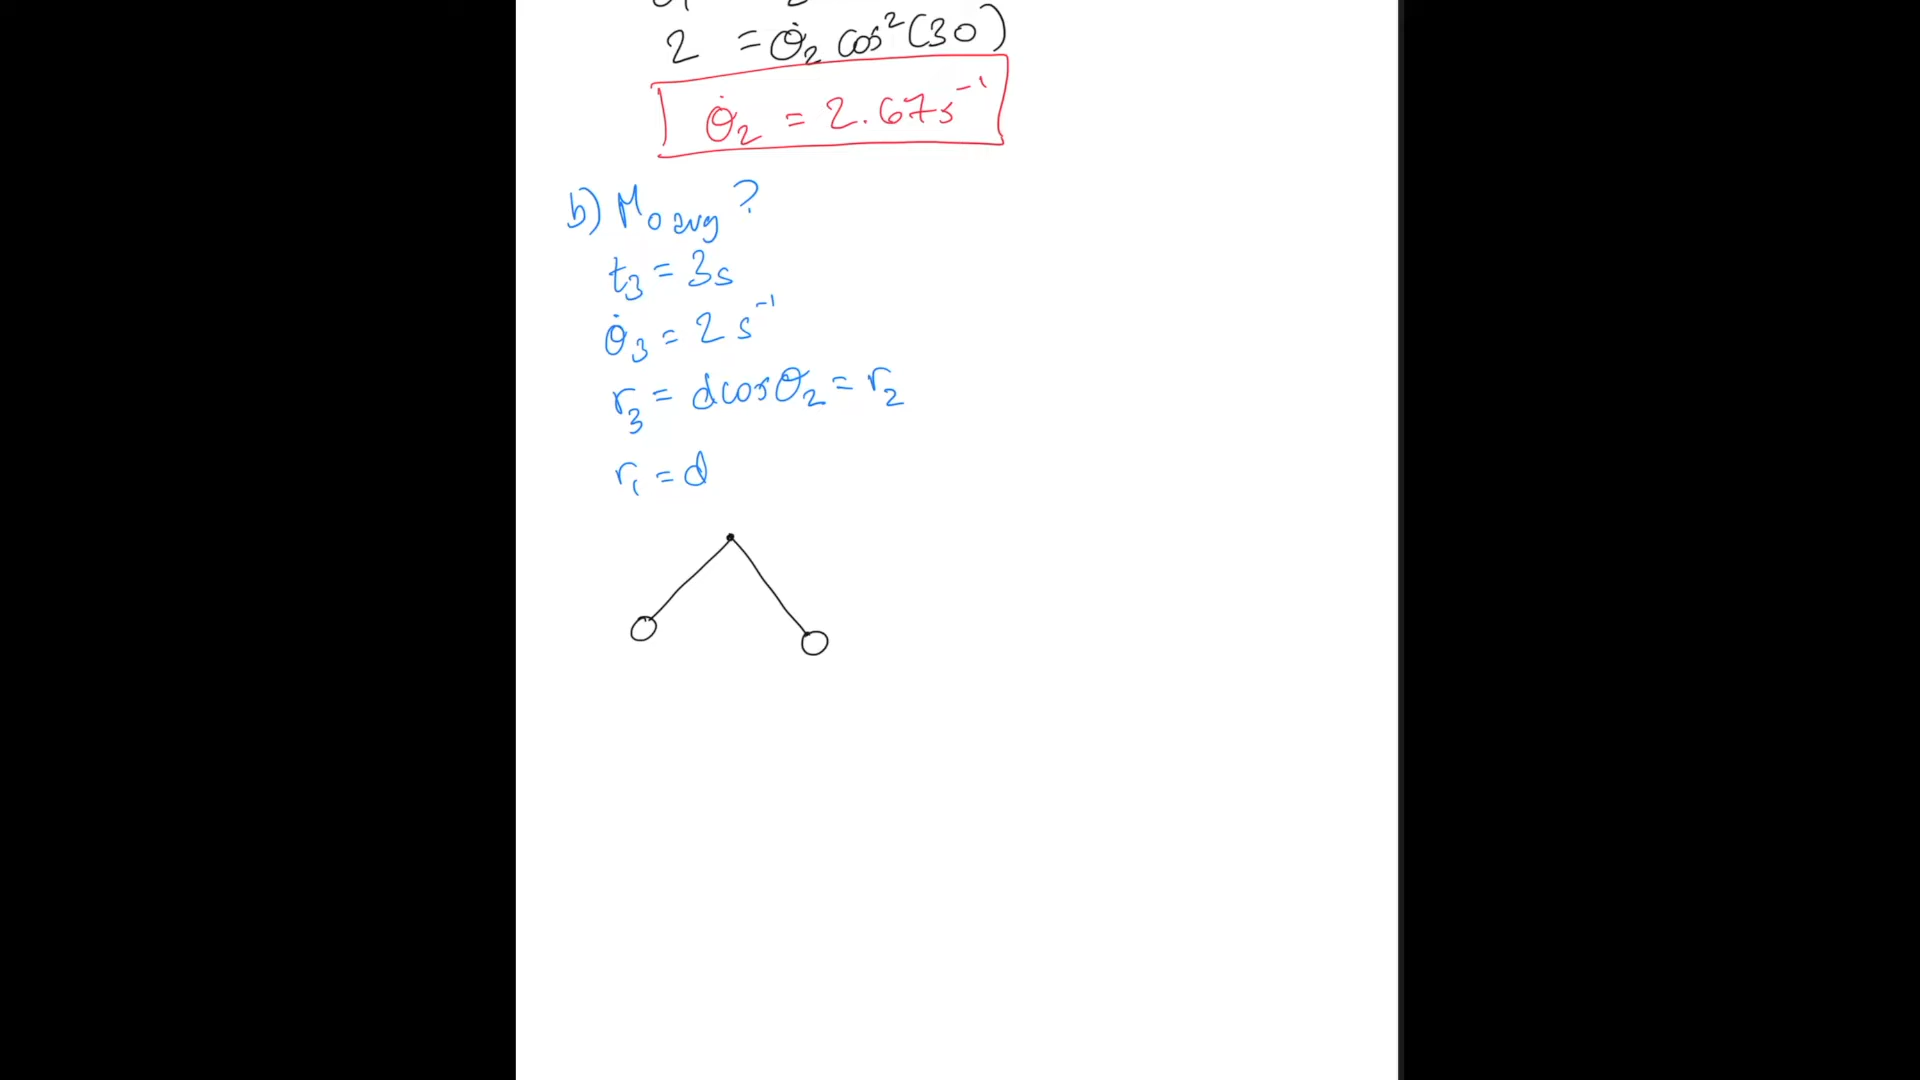 2 = θ̇₂ cos²(30)
θ̇₂ = 2.67s⁻¹
b) M₀ avg ?
t₃ = 3s
θ̇₃ = 2 s⁻¹
r₃ = d cos θ₂ = r₂
r₁ = d